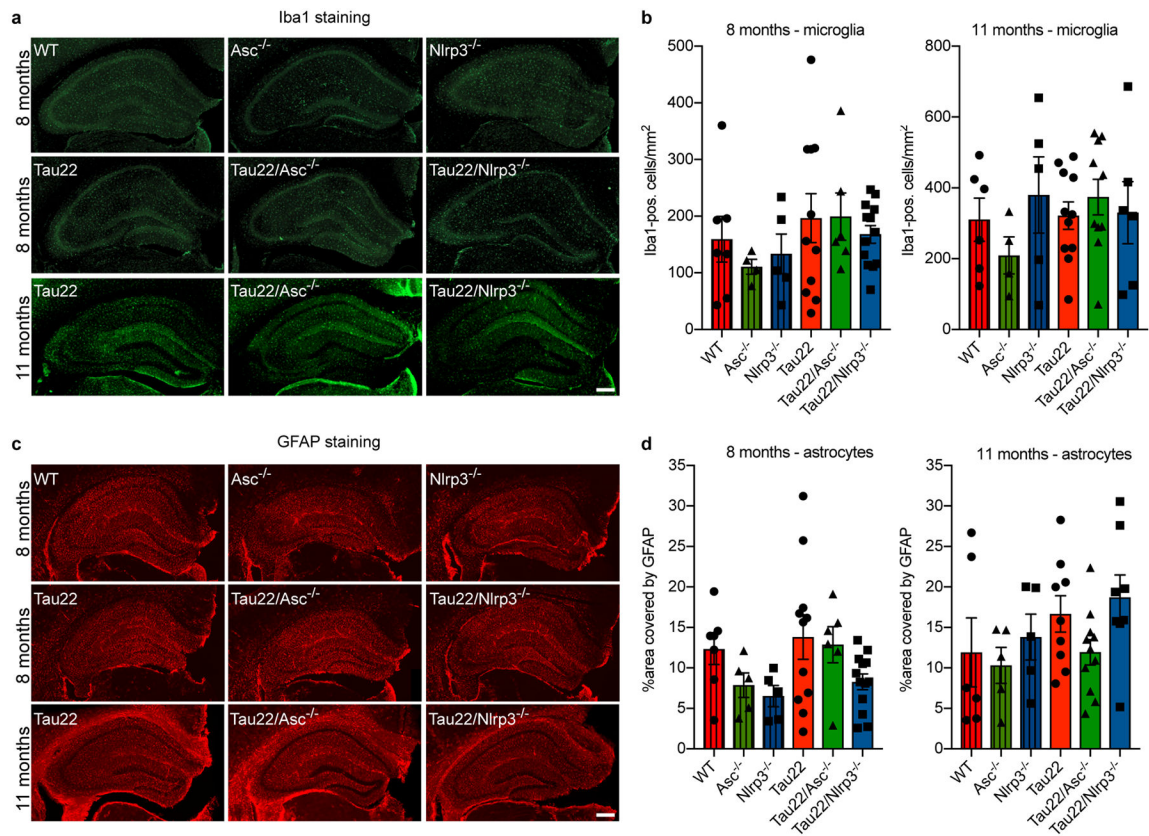 a
Iba1 staining
8 months
WT
Asc-/-
Nlrp3-/-
8 months
Tau22
Tau22/Asc-/-
Tau22/Nlrp3-/-
11 months
Tau22
Tau22/Asc-/-
Tau22/Nlrp3-/-
b
8 months - microglia
Iba1-pos. cells/mm2
500
400
300
200
100
0
WT
Asc-/-
Nlrp3-/-
Tau22
Tau22/Asc-/-
Tau22/Nlrp3-/-
11 months - microglia
Iba1-pos. cells/mm2
800
600
400
200
0
WT
Asc-/-
Nlrp3-/-
Tau22
Tau22/Asc-/-
Tau22/Nlrp3-/-
c
GFAP staining
8 months
WT
Asc-/-
Nlrp3-/-
8 months
Tau22
Tau22/Asc-/-
Tau22/Nlrp3-/-
11 months
Tau22
Tau22/Asc-/-
Tau22/Nlrp3-/-
d
8 months - astrocytes
%area covered by GFAP
35
30
25
20
15
10
5
0
WT
Asc-/-
Nlrp3-/-
Tau22
Tau22/Asc-/-
Tau22/Nlrp3-/-
11 months - astrocytes
%area covered by GFAP
35
30
25
20
15
10
5
0
WT
Asc-/-
Nlrp3-/-
Tau22
Tau22/Asc-/-
Tau22/Nlrp3-/-